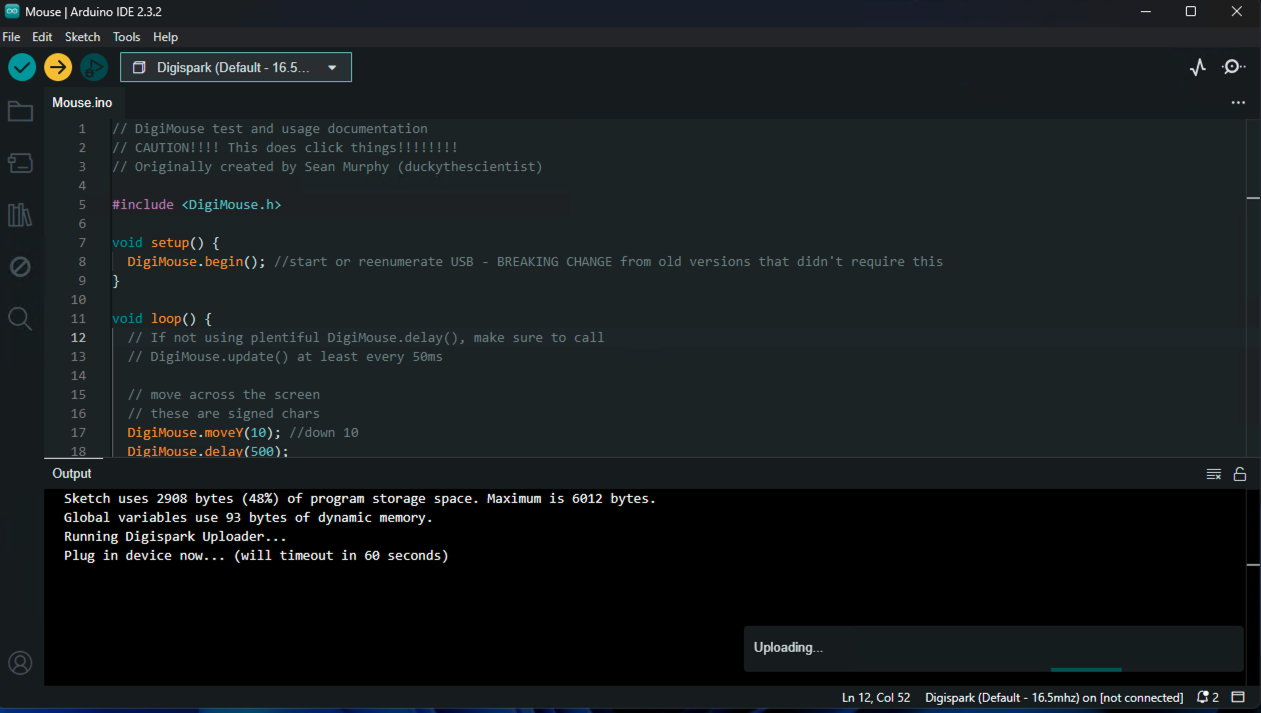 Mouse | Arduino IDE 2.3.2
File Edit Sketch Tools Help
Digispark (Default - 16.5...
Mouse.ino
1 // DigiMouse test and usage documentation
2 // CAUTION!!!! This does click things!!!!!!!!
3 // Originally created by Sean Murphy (duckythescientist)
4
5 #include <DigiMouse.h>
6
7 void setup() {
8 DigiMouse.begin(); //start or reenumerate USB - BREAKING CHANGE from old versions that didn't require this
9 }
10
11 void loop() {
12 // If not using plentiful DigiMouse.delay(), make sure to call
13 // DigiMouse.update() at least every 50ms
14
15 // move across the screen
16 // these are signed chars
17 DigiMouse.moveY(10); //down 10
18 DigiMouse.delay(500);
Output
Sketch uses 2908 bytes (48%) of program storage space. Maximum is 6012 bytes.
Global variables use 93 bytes of dynamic memory.
Running Digispark Uploader...
Plug in device now... (will timeout in 60 seconds)
Uploading...
Ln 12, Col 52 Digispark (Default - 16.5mhz) on [not connected] 2